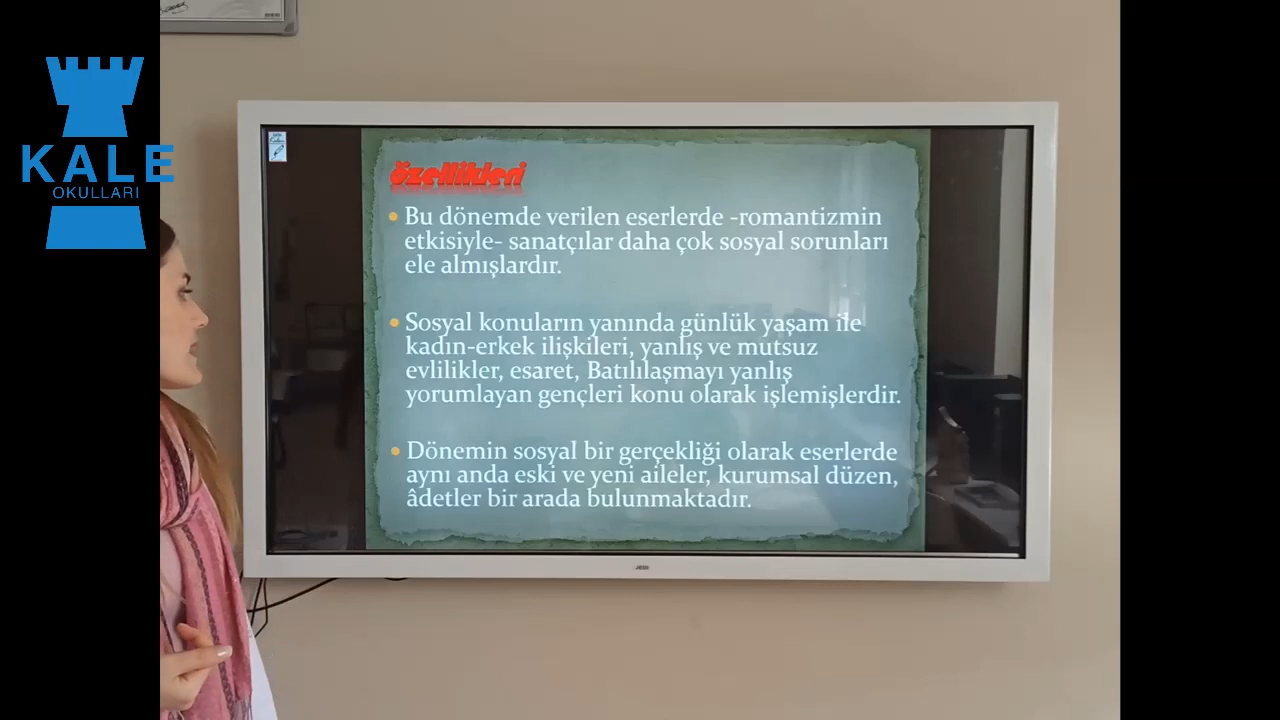 KALE
OKULLARI
özellikleri
Bu dönemde verilen eserlerde -romantizmin
etkisiyle- sanatçılar daha çok sosyal sorunları
ele almışlardır.
Sosyal konuların yanında günlük yaşam ile
kadın-erkek ilişkileri, yanlış ve mutsuz
evlilikler, esaret, Batılılaşmayı yanlış
yorumlayan gençleri konu olarak işlemişlerdir.
Dönemin sosyal bir gerçekliği olarak eserlerde
aynı anda eski ve yeni aileler, kurumsal düzen,
âdetler bir arada bulunmaktadır.